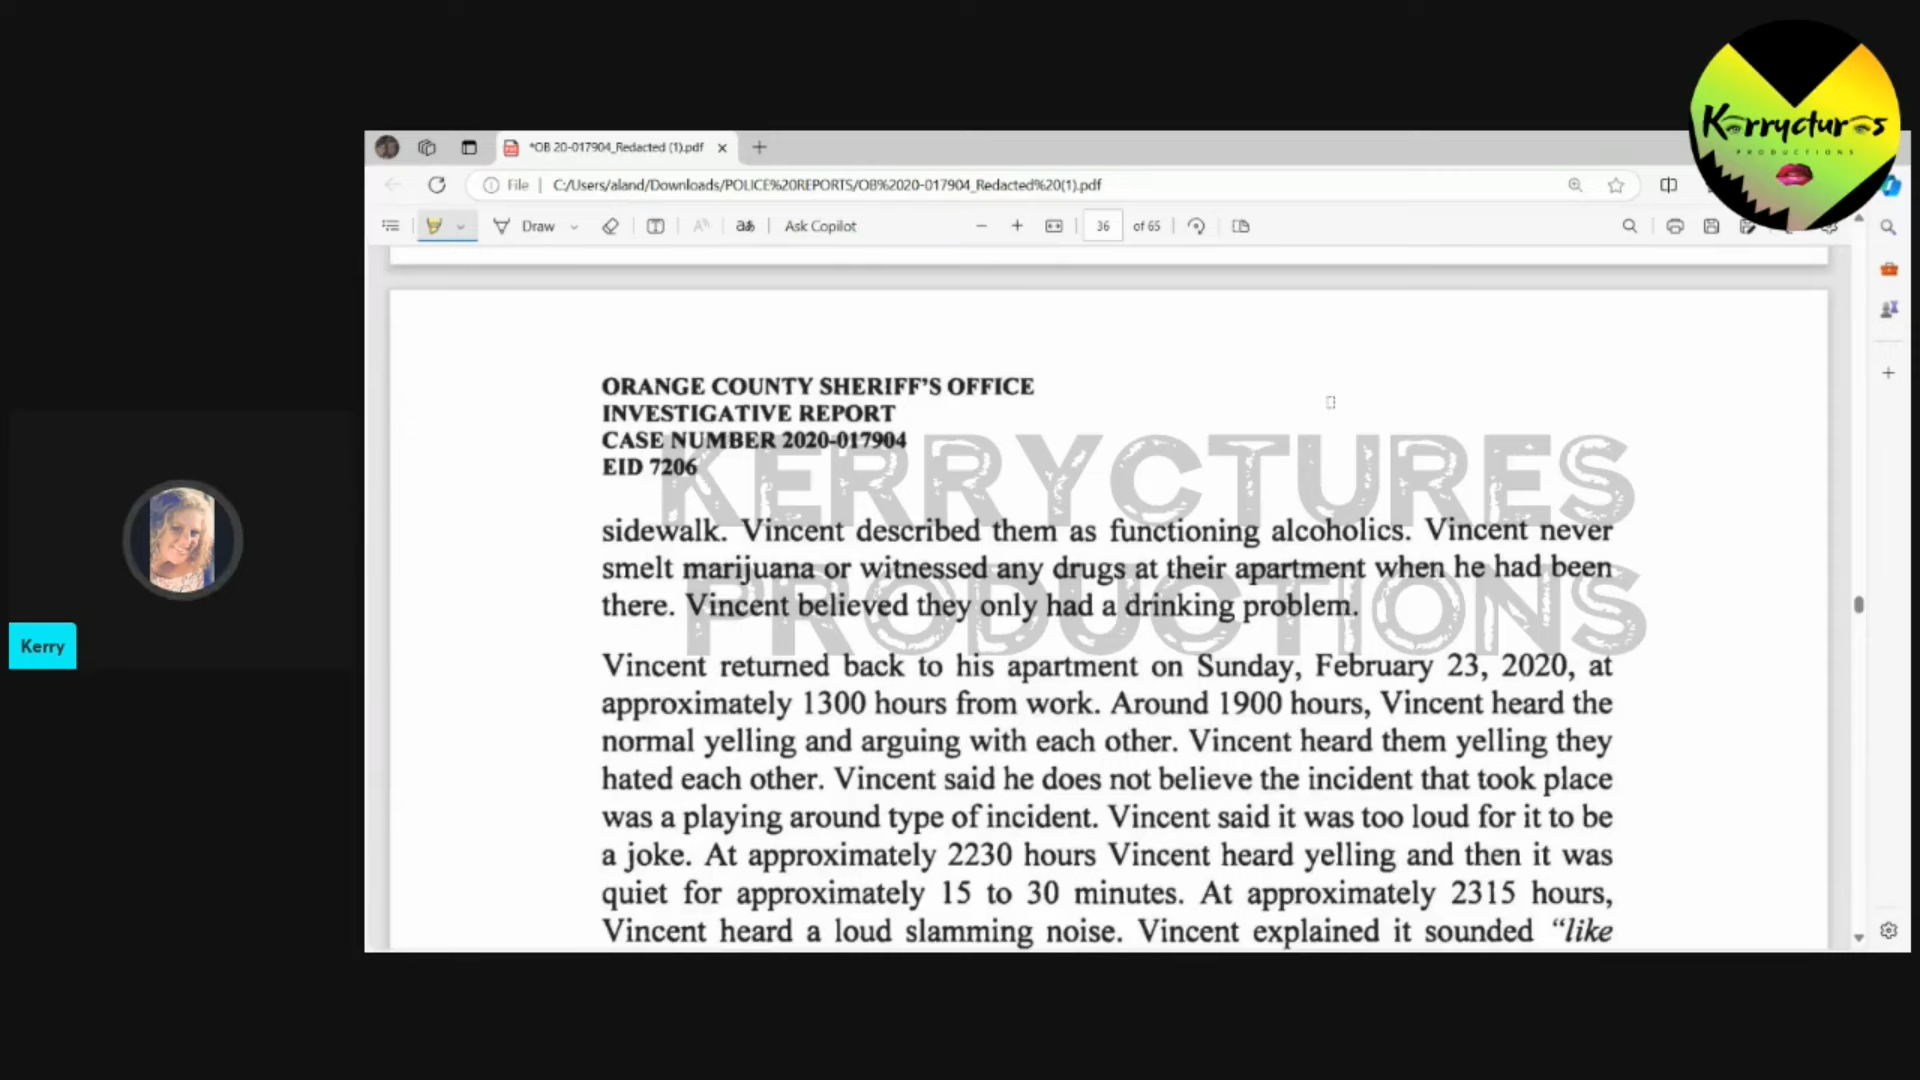 Kerryctures
PRODUCTIONS
*OB 20-017904_Redacted (1).pdf
File
C:/Users/aland/Downloads/POLICE%20REPORTS/OB%2020-017904_Redacted%20(1).pdf
Draw
Ask Copilot
36 of 65
ORANGE COUNTY SHERIFF'S OFFICE
INVESTIGATIVE REPORT
CASE NUMBER 2020-017904
EID 7206
KERRYCTURES
PRODUCTIONS
sidewalk. Vincent described them as functioning alcoholics. Vincent never
smelt marijuana or witnessed any drugs at their apartment when he had been
there. Vincent believed they only had a drinking problem.
Vincent returned back to his apartment on Sunday, February 23, 2020, at
approximately 1300 hours from work. Around 1900 hours, Vincent heard the
normal yelling and arguing with each other. Vincent heard them yelling they
hated each other. Vincent said he does not believe the incident that took place
was a playing around type of incident. Vincent said it was too loud for it to be
a joke. At approximately 2230 hours Vincent heard yelling and then it was
quiet for approximately 15 to 30 minutes. At approximately 2315 hours,
Vincent heard a loud slamming noise. Vincent explained it sounded "like
Kerry